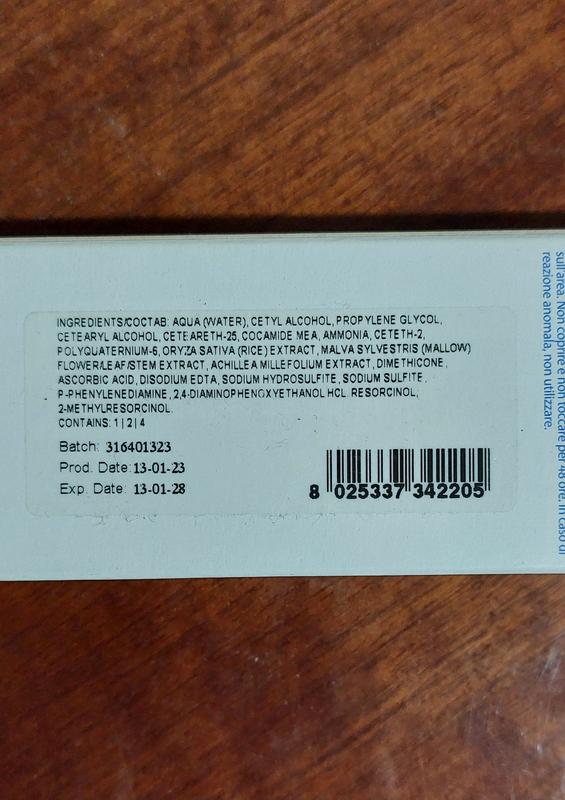 INGREDIENTS/СОСТАВ: AQUA (WATER), CETYL ALCOHOL, PROPYLENE GLYCOL,
CETEARYL ALCOHOL, CETEARETH-25, COCAMIDE MEA, AMMONIA, CETETH-2,
POLYQUATERNIUM-6, ORYZA SATIVA (RICE) EXTRACT, MALVA SYLVESTRIS (MALLOW)
FLOWER/LEAF/STEM EXTRACT, ACHILLEA MILLEFOLIUM EXTRACT, DIMETHICONE,
ASCORBIC ACID, DISODIUM EDTA, SODIUM HYDROSULFITE, SODIUM SULFITE,
P-PHENYLENEDIAMINE, 2,4-DIAMINOPHENOXYETHANOL HCL, RESORCINOL,
2-METHYLRESORCINOL.
CONTAINS: 1 | 2 | 4
Batch: 316401323
Prod. Date: 13-01-23
Exp. Date: 13-01-28
8 025337 342205
sull'area. Non coprire e non toccare per 48 ore. In caso di
reazione anomala, non utilizzare.